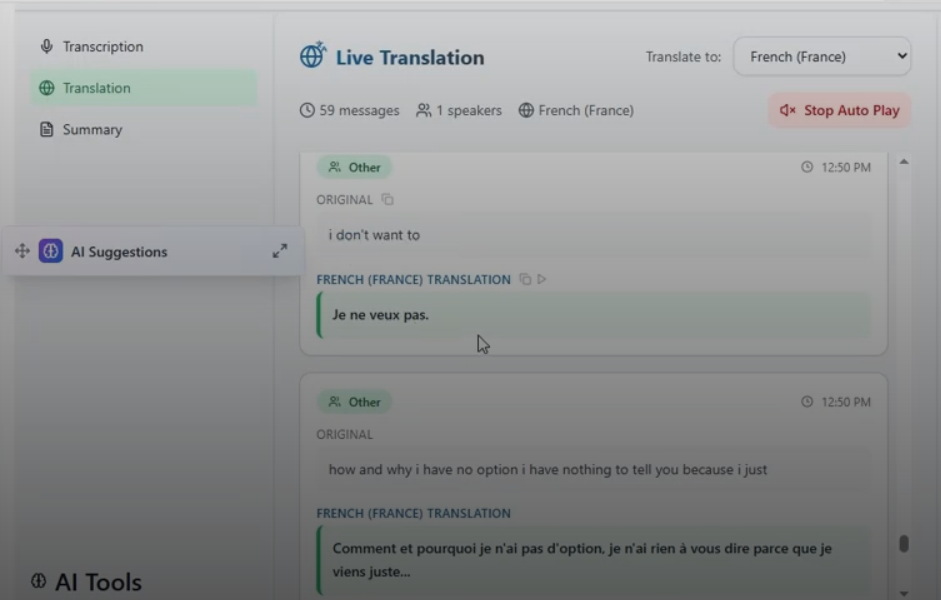 Transcription
Translation
Summary
AI Suggestions
AI Tools
Live Translation
Translate to:
French (France)
59 messages
1 speakers
French (France)
Stop Auto Play
Other
12:50 PM
ORIGINAL
i don't want to
FRENCH (FRANCE) TRANSLATION
Je ne veux pas.
Other
12:50 PM
ORIGINAL
how and why i have no option i have nothing to tell you because i just
FRENCH (FRANCE) TRANSLATION
Comment et pourquoi je n'ai pas d'option, je n'ai rien à vous dire parce que je
viens juste...